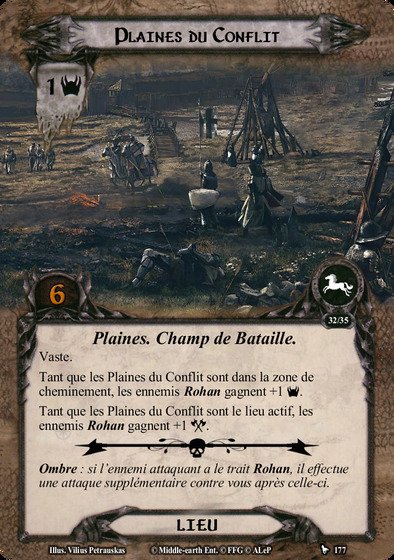 Plaines du Conflit
1
6
32/35
Plaines. Champ de Bataille.
Vaste.
Tant que les Plaines du Conflit sont dans la zone de
cheminement, les ennemis Rohan gagnent +1 .
Tant que les Plaines du Conflit sont le lieu actif, les
ennemis Rohan gagnent +1 .
Ombre : si l'ennemi attaquant a le trait Rohan, il effectue
une attaque supplémentaire contre vous après celle-ci.
LIEU
Illus. Vilius Petrauskas © Middle-earth Ent. © FFG © ALeP 177